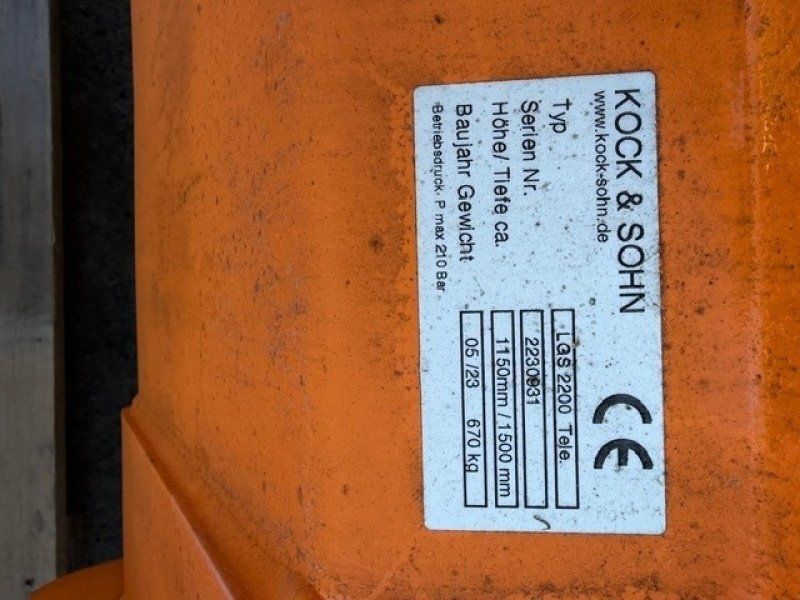 KOCK & SOHN
www.kock-sohn.de
CE
Typ LGS 2200 Tele.
Serien Nr. 2230931
Höhe/ Tiefe ca. 1150mm / 1500 mm
Baujahr Gewicht 05 /23 670 kg
Betriebsdruck. P max 210 Bar